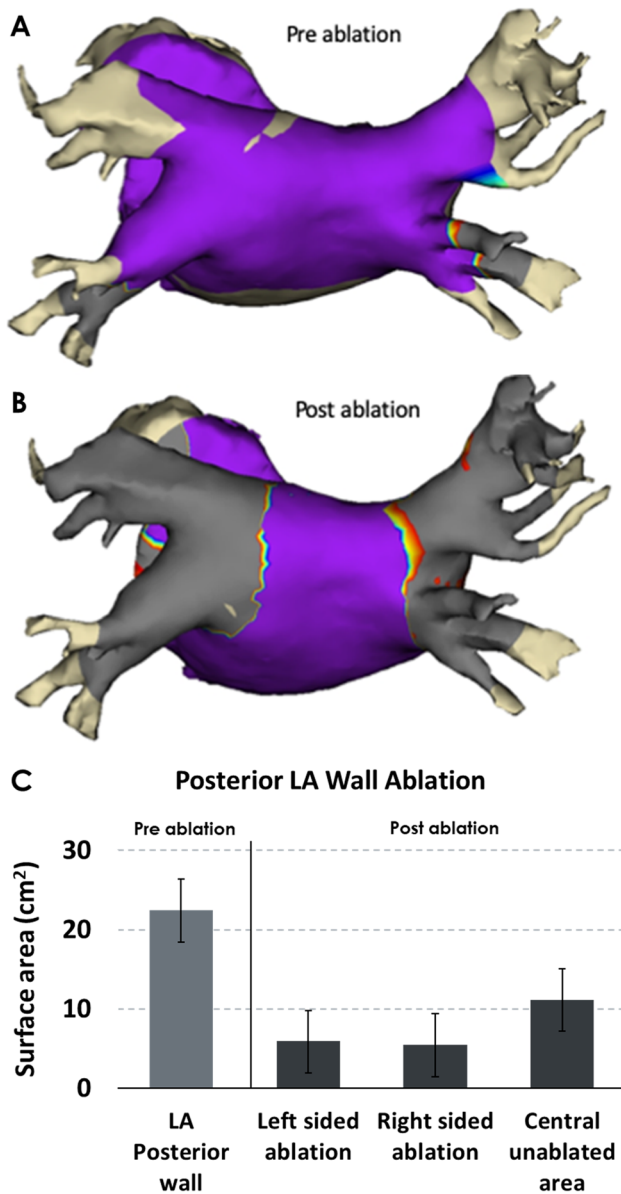 A
Pre ablation
B
Post ablation
C
Posterior LA Wall Ablation
Pre ablation
Post ablation
Surface area (cm²)
30
20
10
0
LA
Posterior
wall
Left sided
ablation
Right sided
ablation
Central
unablated
area